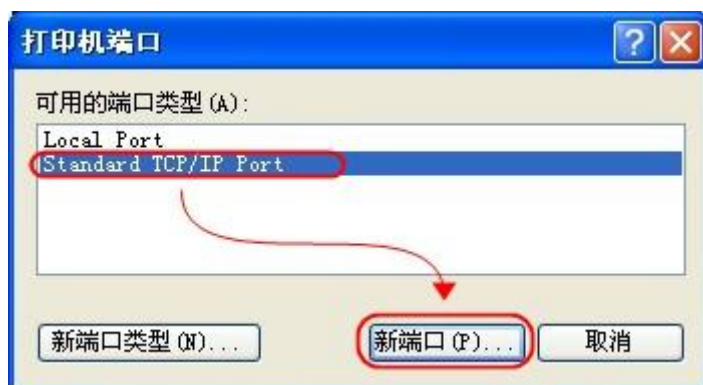 打印机端口
可用的端口类型(A):
Local Port
Standard TCP/IP Port
新端口类型(N)...
新端口(P)...
取消